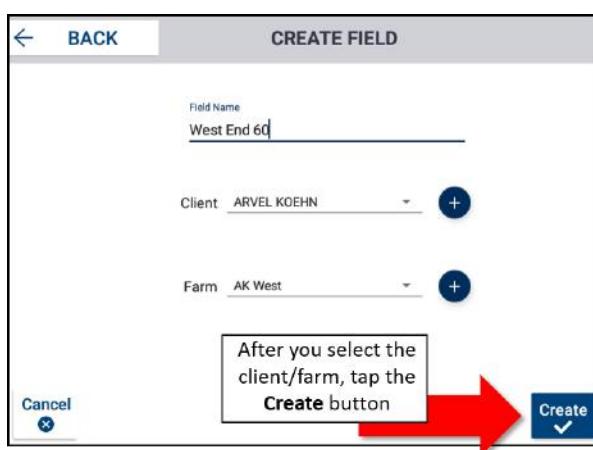 BACK
CREATE FIELD
Field Name
West End 60
Client ARVEL KOEHN
Farm AK West
After you select the
client/farm, tap the
Create button
Cancel
Create